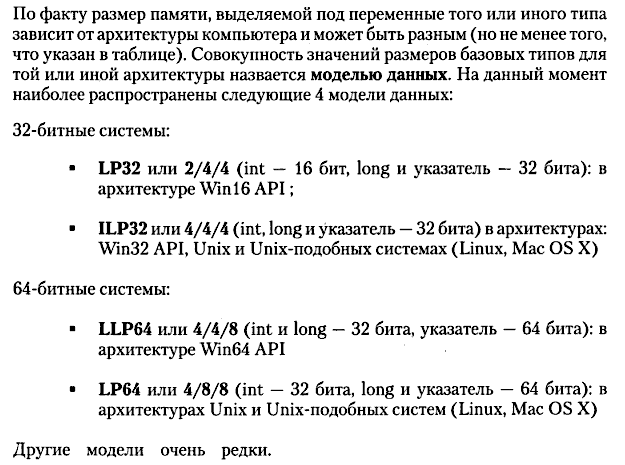 По факту размер памяти, выделяемой под переменные того или иного типа
зависит от архитектуры компьютера и может быть разным (но не менее того,
что указан в таблице). Совокупность значений размеров базовых типов для
той или иной архитектуры назвается моделью данных. На данный момент
наиболее распространены следующие 4 модели данных:
32-битные системы:
▪ LP32 или 2/4/4 (int — 16 бит, long и указатель — 32 бита): в
архитектуре Win16 API ;
▪ ILP32 или 4/4/4 (int, long и указатель — 32 бита) в архитектурах:
Win32 API, Unix и Unix-подобных системах (Linux, Mac OS X)
64-битные системы:
▪ LLP64 или 4/4/8 (int и long — 32 бита, указатель — 64 бита): в
архитектуре Win64 API
▪ LP64 или 4/8/8 (int — 32 бита, long и указатель — 64 бита): в
архитектурах Unix и Unix-подобных систем (Linux, Mac OS X)
Другие модели очень редки.